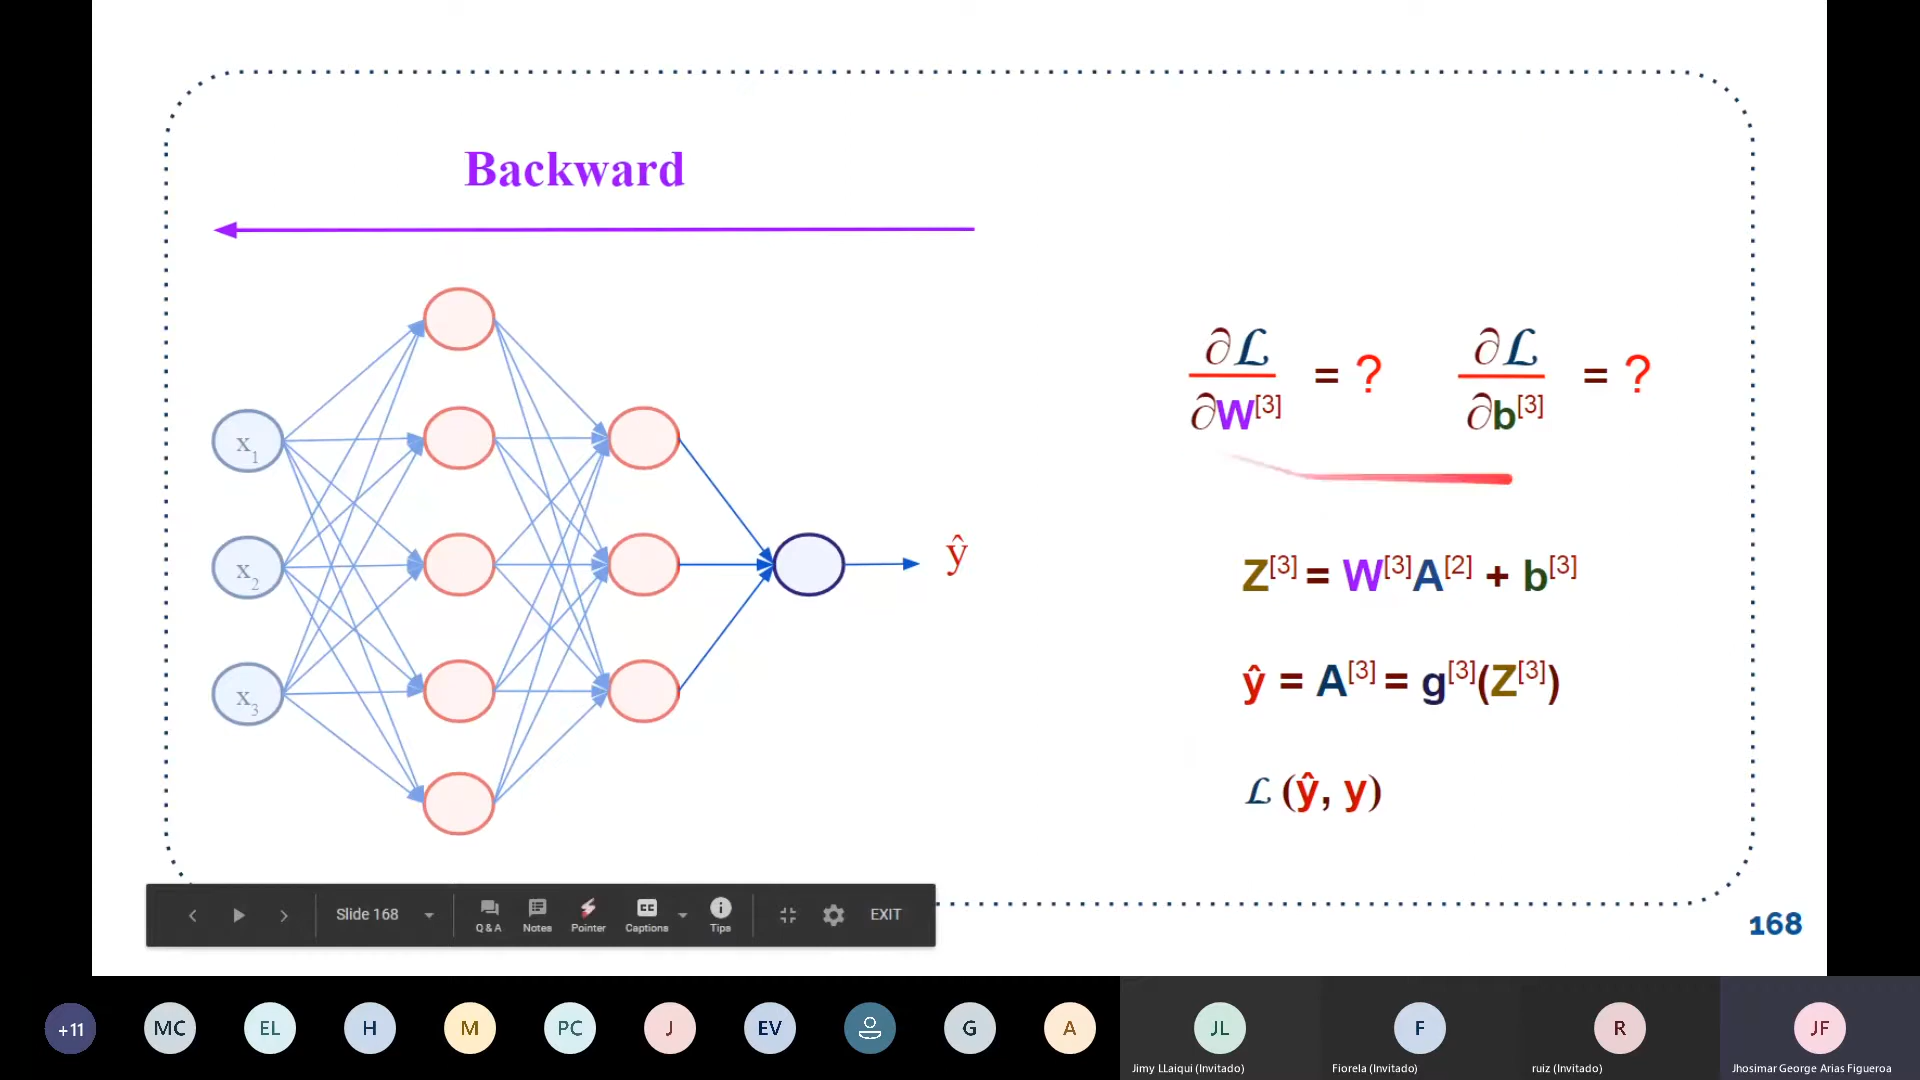 Backward
∂ℒ/∂W[3] = ? ∂ℒ/∂b[3] = ?
x1
x2
x3
ŷ
Z[3] = W[3]A[2] + b[3]
ŷ = A[3] = g[3](Z[3])
ℒ (ŷ, y)
Slide 168
Q & A
Notes
Pointer
CC
Captions
Tips
EXIT
168
+11 MC EL H M PC J EV G A JL F R JF
Jimy LLaiqui (Invitado) Fiorela (Invitado) ruiz (Invitado) Jhosimar George Arias Figueroa